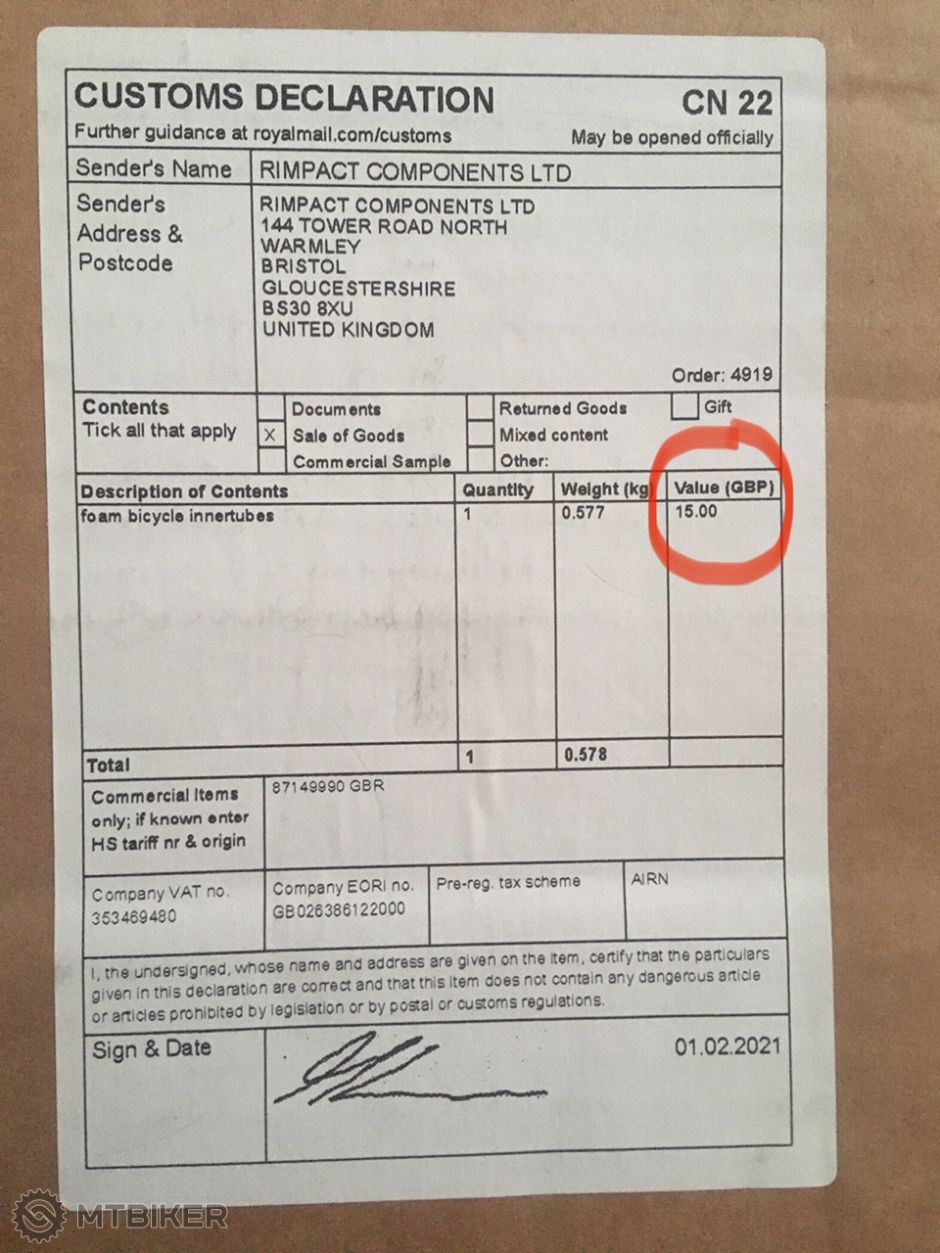 CUSTOMS DECLARATION CN 22
Further guidance at royalmail.com/customs May be opened officially
Sender's Name RIMPACT COMPONENTS LTD
Sender's Address & Postcode
RIMPACT COMPONENTS LTD
144 TOWER ROAD NORTH
WARMLEY
BRISTOL
GLOUCESTERSHIRE
BS30 8XU
UNITED KINGDOM
Order: 4919
Contents
Tick all that apply
Documents Returned Goods Gift
X Sale of Goods Mixed content
Commercial Sample Other:
Description of Contents Quantity Weight (kg) Value (GBP)
foam bicycle innertubes 1 0.577 15.00
Total 1 0.578
Commercial Items
only; if known enter
HS tariff nr & origin
87149990 GBR
Company VAT no.
353469480
Company EORI no.
GB026386122000
Pre-reg. tax scheme
AIRN
I, the undersigned, whose name and address are given on the item, certify that the particulars
given in this declaration are correct and that this item does not contain any dangerous article
or articles prohibited by legislation or by postal or customs regulations.
Sign & Date 01.02.2021
MTBIKER